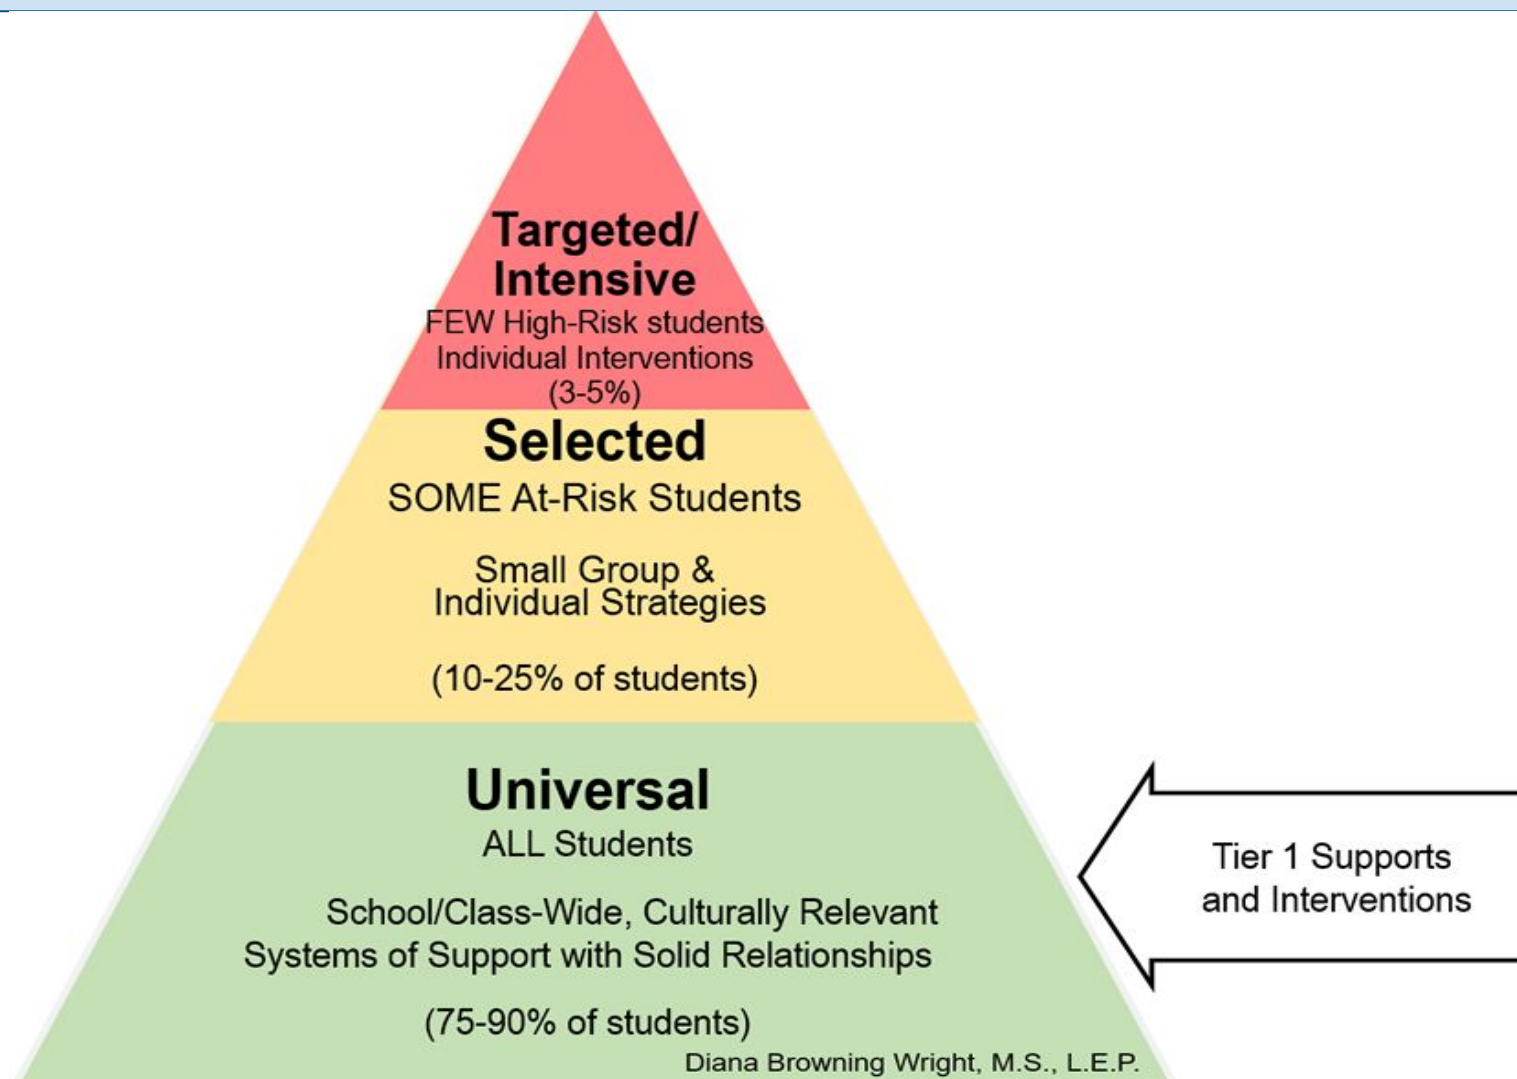 Targeted/
Intensive
FEW High-Risk students
Individual Interventions
(3-5%)
Selected
SOME At-Risk Students
Small Group &
Individual Strategies
(10-25% of students)
Universal
ALL Students
School/Class-Wide, Culturally Relevant
Systems of Support with Solid Relationships
(75-90% of students)
Diana Browning Wright, M.S., L.E.P.
Tier 1 Supports
and Interventions